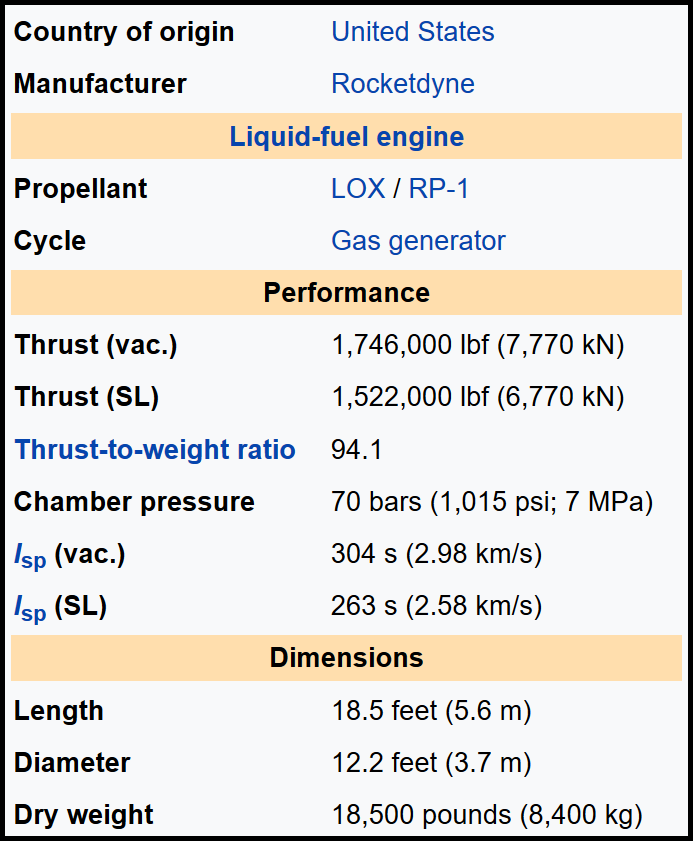 Country of origin United States
Manufacturer Rocketdyne
Liquid-fuel engine
Propellant LOX / RP-1
Cycle Gas generator
Performance
Thrust (vac.) 1,746,000 lbf (7,770 kN)
Thrust (SL) 1,522,000 lbf (6,770 kN)
Thrust-to-weight ratio 94.1
Chamber pressure 70 bars (1,015 psi; 7 MPa)
Isp (vac.) 304 s (2.98 km/s)
Isp (SL) 263 s (2.58 km/s)
Dimensions
Length 18.5 feet (5.6 m)
Diameter 12.2 feet (3.7 m)
Dry weight 18,500 pounds (8,400 kg)